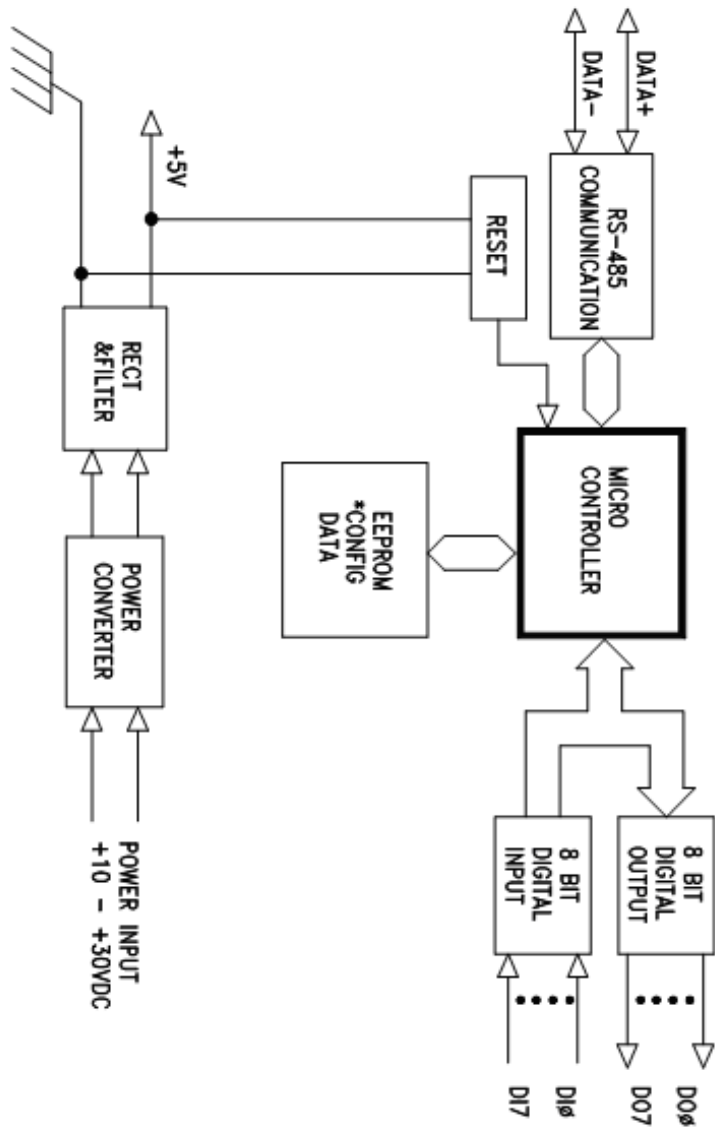 DATA+
DATA-
RS-485
COMMUNICATION
RESET
+5V
RECT
&FILTER
MICRO
CONTROLLER
EEPROM
*CONFIG
DATA
POWER
CONVERTER
8 BIT
DIGITAL
OUTPUT
8 BIT
DIGITAL
INPUT
POWER INPUT
+10 - +30VDC
DOø
DO7
DIø
DI7